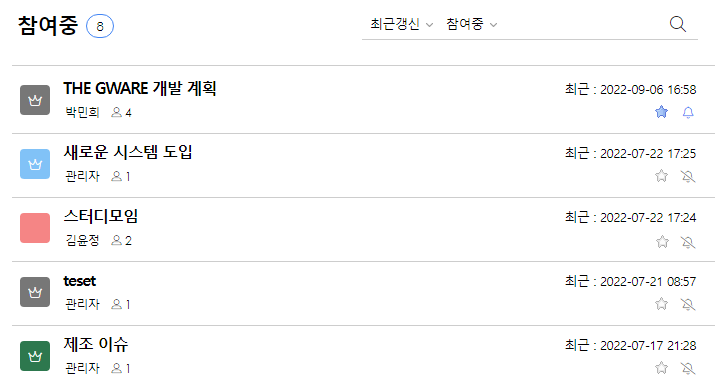 참여중 8
최근갱신 참여중
THE GWARE 개발 계획 최근 : 2022-09-06 16:58
박민희 4
새로운 시스템 도입 최근 : 2022-07-22 17:25
관리자 1
스터디모임 최근 : 2022-07-22 17:24
김윤정 2
teset 최근 : 2022-07-21 08:57
관리자 1
제조 이슈 최근 : 2022-07-17 21:28
관리자 1